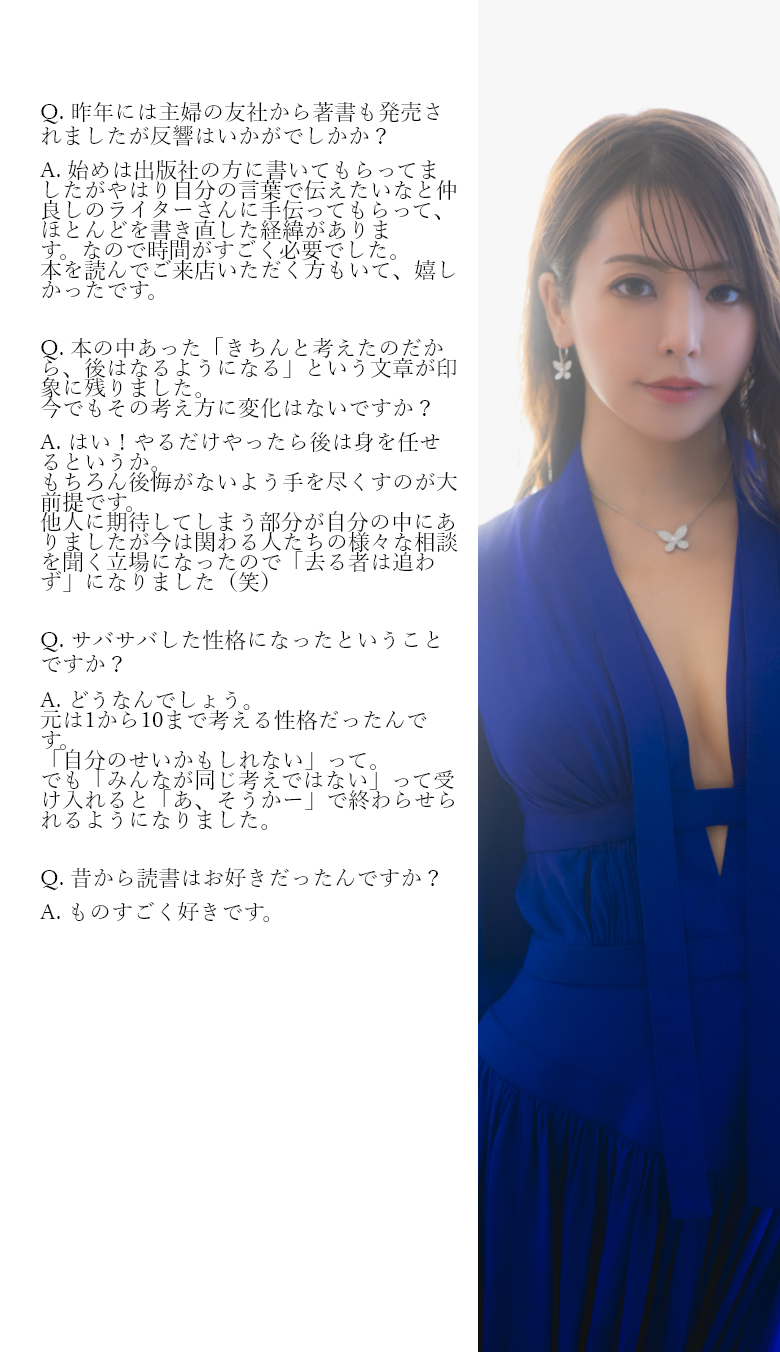 Q. 昨年には主婦の友社から著書も発売さ
れましたが反響はいかがでしかか？
A. 始めは出版社の方に書いてもらってま
したがやはり自分の言葉で伝えたいなと仲
良しのライターさんに手伝ってもらって、
ほとんどを書き直した経緯がありま
す。なので時間がすごく必要でした。
本を読んでご来店いただく方もいて、嬉し
かったです。
Q. 本の中あった「きちんと考えたのだか
ら、後はなるようになる」という文章が印
象に残りました。
今でもその考え方に変化はないですか？
A. はい！やるだけやったら後は身を任せ
るというか。
もちろん後悔がないよう手を尽くすのが大
前提です。
他人に期待してしまう部分が自分の中にあ
りましたが今は関わる人たちの様々な相談
を聞く立場になったので「去る者は追わ
ず」になりました（笑）
Q. サバサバした性格になったということ
ですか？
A. どうなんでしょう。
元は1から10まで考える性格だったんで
す。
「自分のせいかもしれない」って。
でも「みんなが同じ考えではない」って受
け入れると「あ、そうかー」で終わらせら
れるようになりました。
Q. 昔から読書はお好きだったんですか？
A. ものすごく好きです。